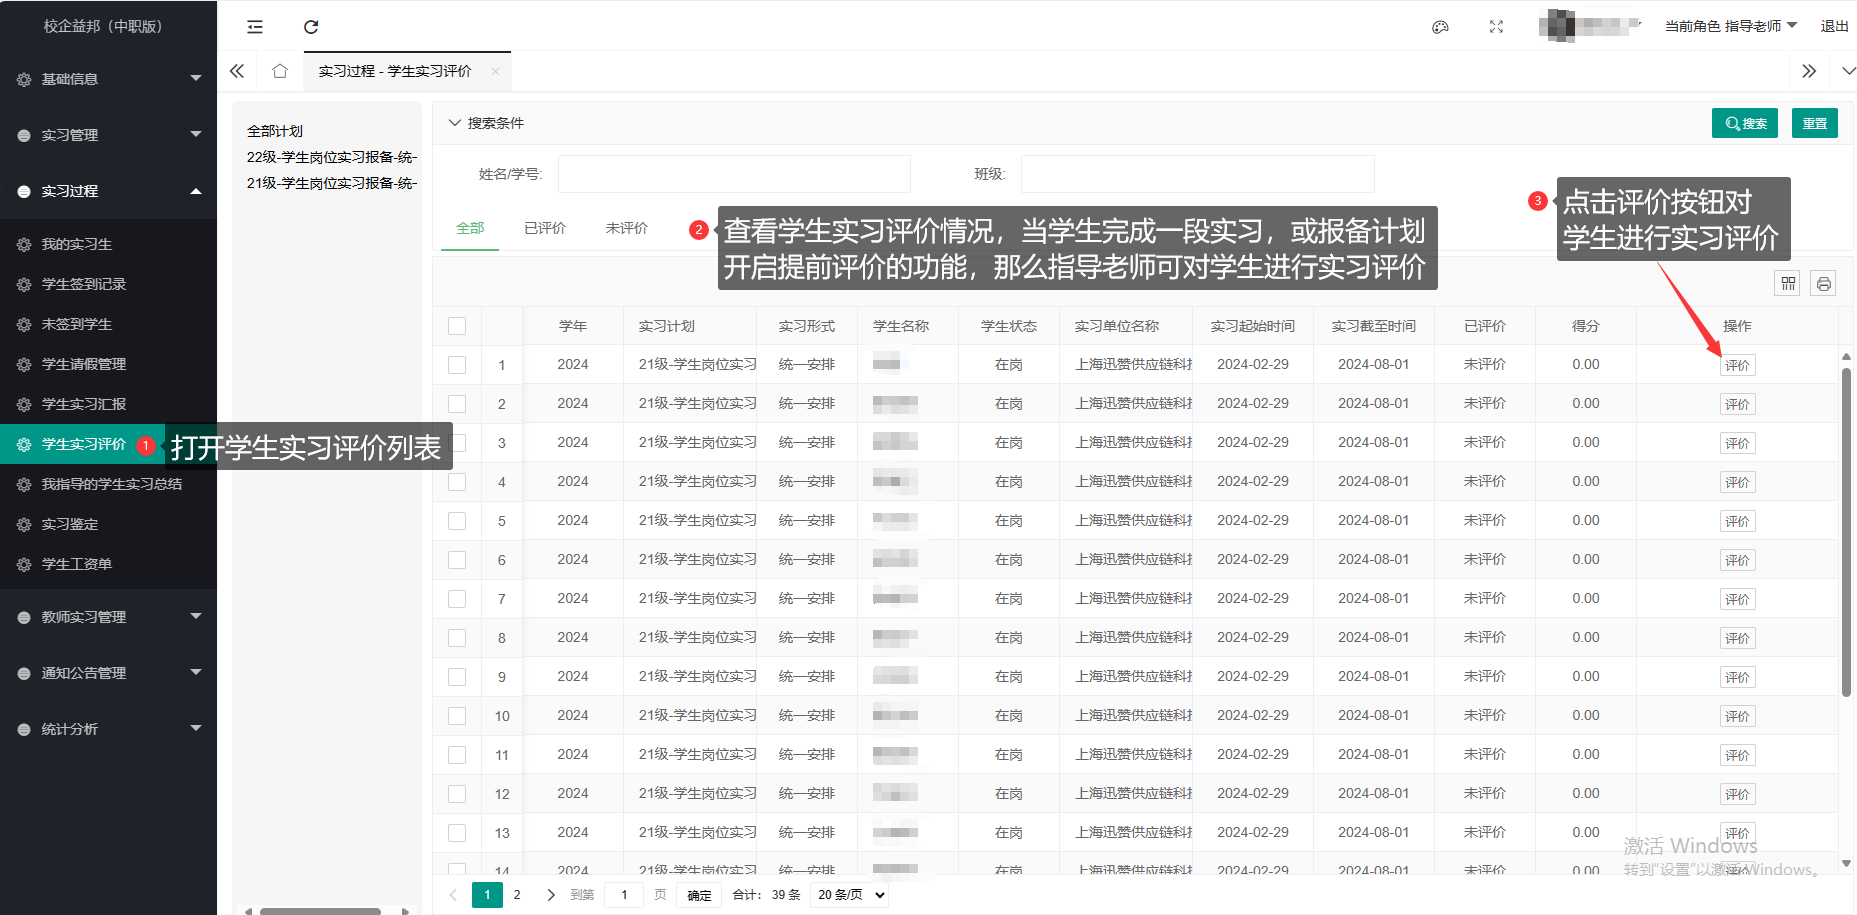 校企益邦（中职版）
当前角色 指导老师
退出
基础信息
实习管理
实习过程
我的实习生
学生签到记录
未签到学生
学生请假管理
学生实习汇报
学生实习评价
1
打开学生实习评价列表
我指导的学生实习总结
实习鉴定
学生工资单
教师实习管理
通知公告管理
统计分析
实习过程 - 学生实习评价
全部计划
22级-学生岗位实习报备-统一
21级-学生岗位实习报备-统一
搜索条件
搜索 重置
姓名/学号: 班级:
全部 已评价 未评价
2
查看学生实习评价情况，当学生完成一段实习，或报备计划
开启提前评价的功能，那么指导老师可对学生进行实习评价
3
点击评价按钮对
学生进行实习评价
学年 实习计划 实习形式 学生名称 学生状态 实习单位名称 实习起始时间 实习截至时间 已评价 得分 操作
1 2024 21级-学生岗位实习 统一安排 在岗 上海迅赞供应链科技 2024-02-29 2024-08-01 未评价 0.00 评价
2 2024 21级-学生岗位实习 统一安排 在岗 上海迅赞供应链科技 2024-02-29 2024-08-01 未评价 0.00 评价
3 2024 21级-学生岗位实习 统一安排 在岗 上海迅赞供应链科技 2024-02-29 2024-08-01 未评价 0.00 评价
4 2024 21级-学生岗位实习 统一安排 在岗 上海迅赞供应链科技 2024-02-29 2024-08-01 未评价 0.00 评价
5 2024 21级-学生岗位实习 统一安排 在岗 上海迅赞供应链科技 2024-02-29 2024-08-01 未评价 0.00 评价
6 2024 21级-学生岗位实习 统一安排 在岗 上海迅赞供应链科技 2024-02-29 2024-08-01 未评价 0.00 评价
7 2024 21级-学生岗位实习 统一安排 在岗 上海迅赞供应链科技 2024-02-29 2024-08-01 未评价 0.00 评价
8 2024 21级-学生岗位实习 统一安排 在岗 上海迅赞供应链科技 2024-02-29 2024-08-01 未评价 0.00 评价
9 2024 21级-学生岗位实习 统一安排 在岗 上海迅赞供应链科技 2024-02-29 2024-08-01 未评价 0.00 评价
10 2024 21级-学生岗位实习 统一安排 在岗 上海迅赞供应链科技 2024-02-29 2024-08-01 未评价 0.00 评价
11 2024 21级-学生岗位实习 统一安排 在岗 上海迅赞供应链科技 2024-02-29 2024-08-01 未评价 0.00 评价
12 2024 21级-学生岗位实习 统一安排 在岗 上海迅赞供应链科技 2024-02-29 2024-08-01 未评价 0.00 评价
13 2024 21级-学生岗位实习 统一安排 在岗 上海迅赞供应链科技 2024-02-29 2024-08-01 未评价 0.00 评价
14 2024 21级-学生岗位实习 统一安排 在岗 上海迅赞供应链科技 2024-02-29 2024-08-01 未评价 0.00 评价
激活 Windows
转到"设置"以激活 Windows。
1 2 到第 1 页 确定 合计： 39 条 20 条/页